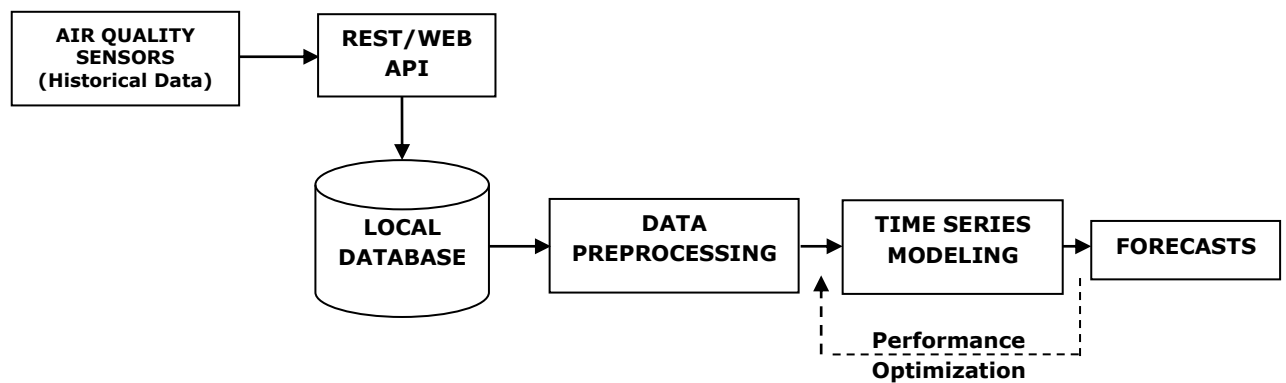 AIR QUALITY
SENSORS
(Historical Data)
REST/WEB
API
LOCAL
DATABASE
DATA
PREPROCESSING
TIME SERIES
MODELING
FORECASTS
Performance
Optimization